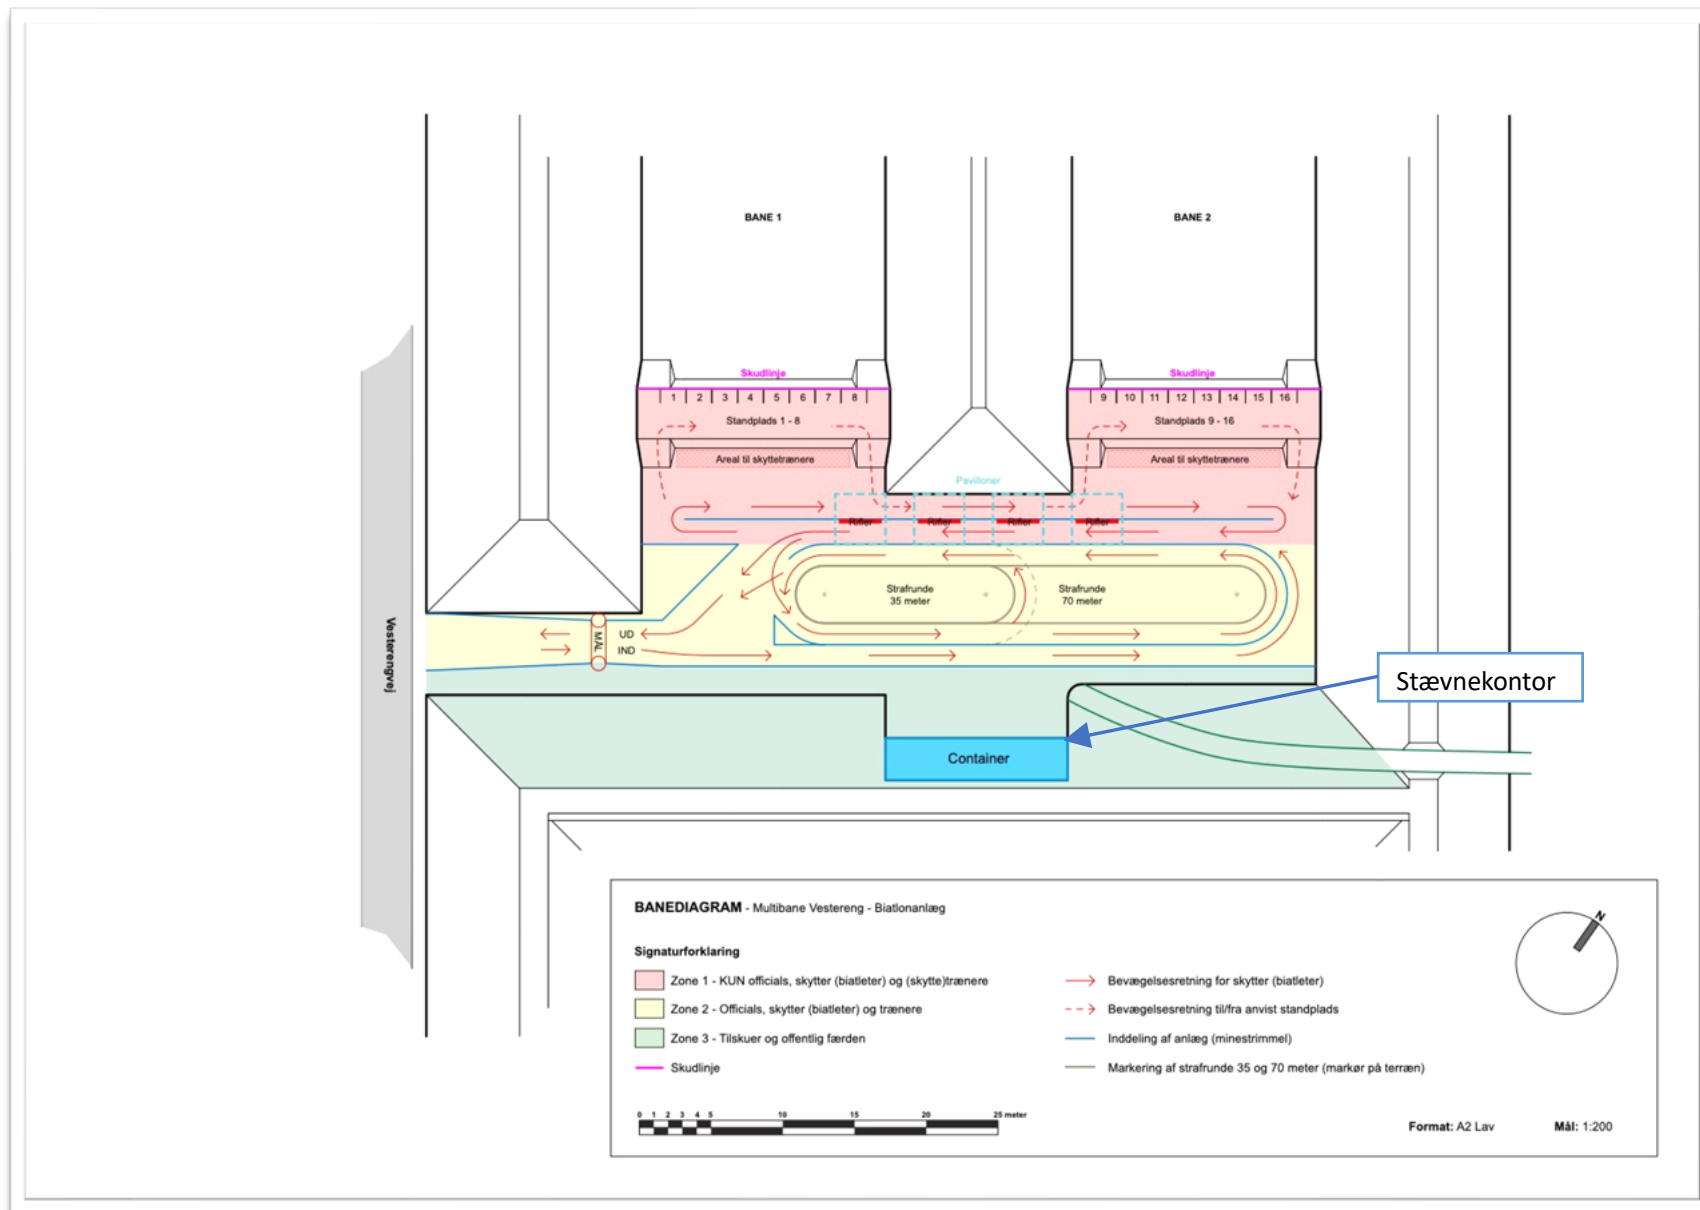 BANE 1
BANE 2
Skudlinje
Skudlinje
1 2 3 4 5 6 7 8
9 10 11 12 13 14 15 16
Standplads 1 - 8
Standplads 9 - 16
Areal til skyttetrænere
Areal til skyttetrænere
Pavilloner
Rifler
Rifler
Rifler
Rifler
Strafrunde
35 meter
Strafrunde
70 meter
Vesterengvej
MÅL
UD
IND
Stævnekontor
Container
BANEDIAGRAM - Multibane Vestereng - Biatlonanlæg
N
Signaturforklaring
Zone 1 - KUN officials, skytter (biatleter) og (skytte)trænere
Zone 2 - Officials, skytter (biatleter) og trænere
Zone 3 - Tilskuer og offentlig færden
Skudlinje
Bevægelsesretning for skytter (biatleter)
Bevægelsesretning til/fra anvist standplads
Inddeling af anlæg (minestrimmel)
Markering af strafrunde 35 og 70 meter (markør på terræn)
0 1 2 3 4 5 10 15 20 25 meter
Format: A2 Lav
Mål: 1:200